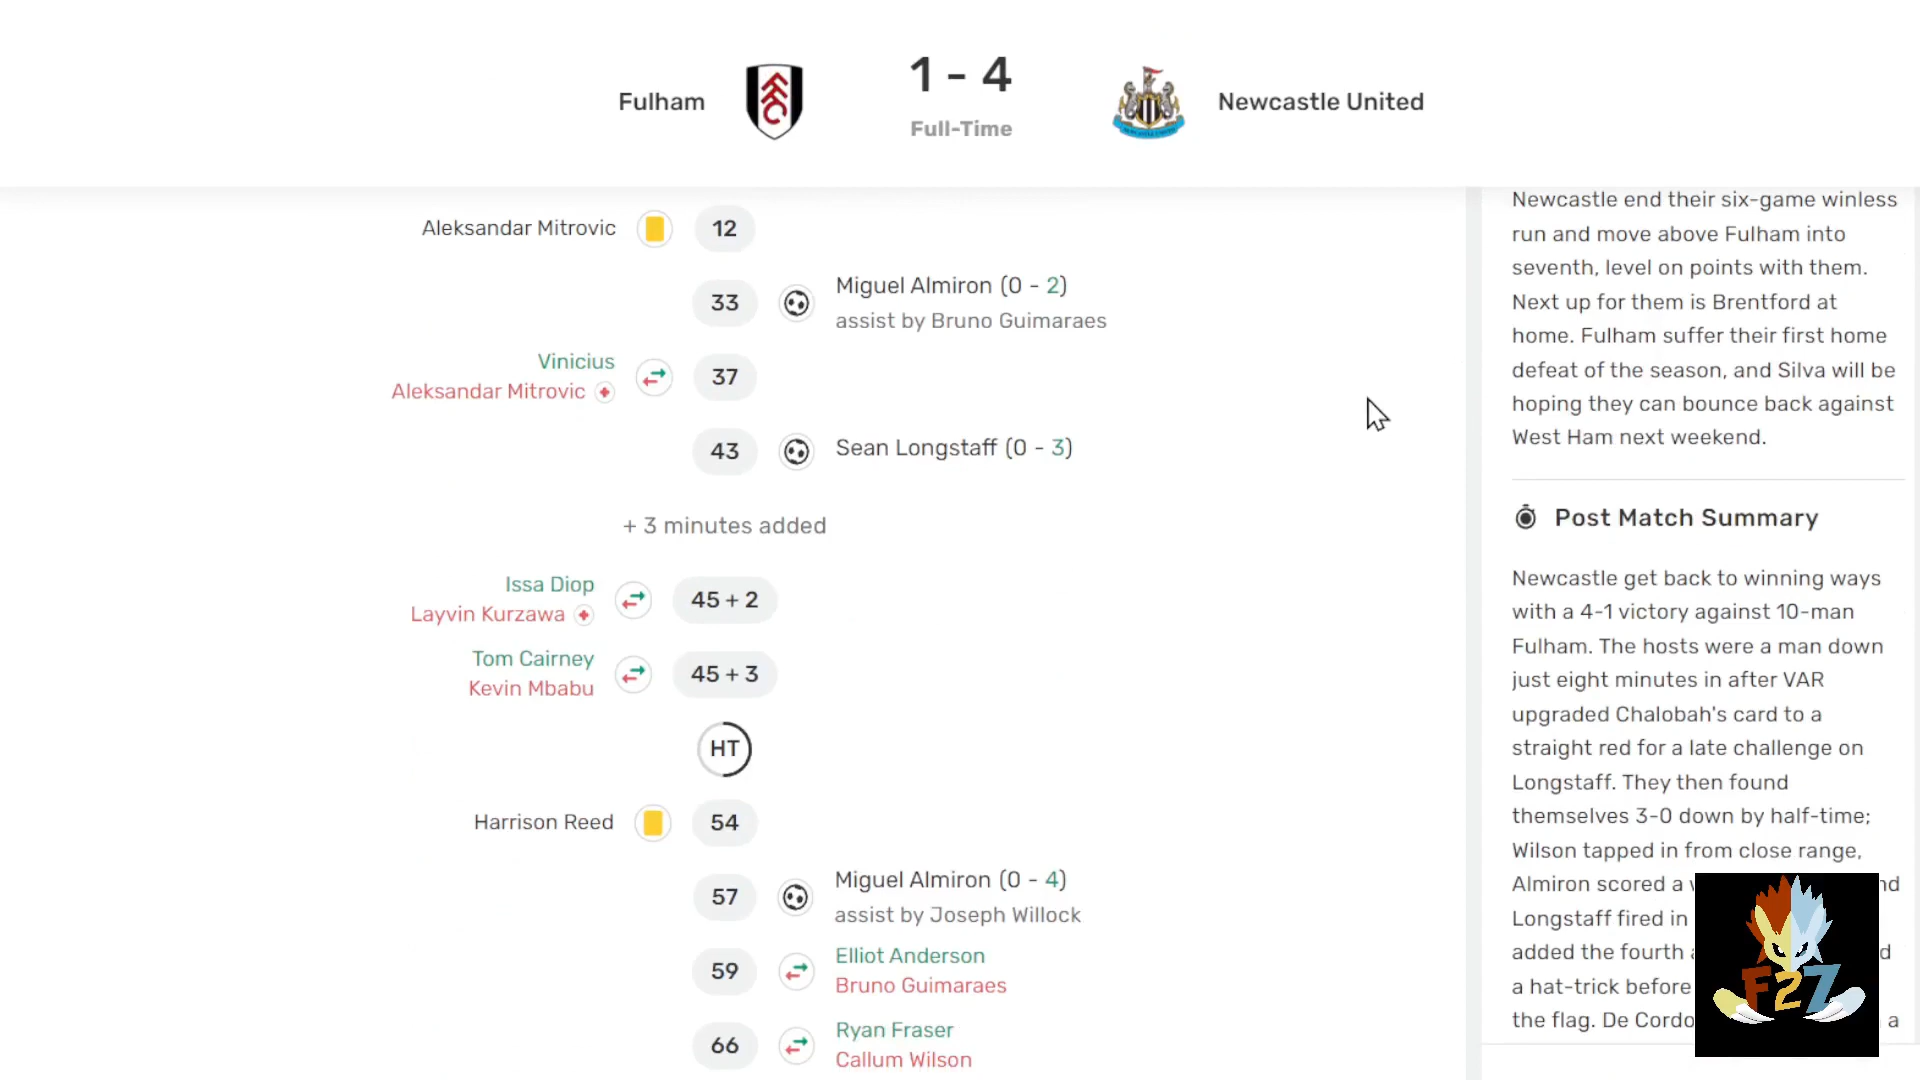 Fulham
1 - 4
Full-Time
Newcastle United
Aleksandar Mitrovic
12
33
Miguel Almiron (0 - 2)
assist by Bruno Guimaraes
Vinicius
Aleksandar Mitrovic
37
43
Sean Longstaff (0 - 3)
+ 3 minutes added
Issa Diop
Layvin Kurzawa
45 + 2
Tom Cairney
Kevin Mbabu
45 + 3
HT
Harrison Reed
54
57
Miguel Almiron (0 - 4)
assist by Joseph Willock
59
Elliot Anderson
Bruno Guimaraes
66
Ryan Fraser
Callum Wilson
Newcastle end their six-game winless
run and move above Fulham into
seventh, level on points with them.
Next up for them is Brentford at
home. Fulham suffer their first home
defeat of the season, and Silva will be
hoping they can bounce back against
West Ham next weekend.
Post Match Summary
Newcastle get back to winning ways
with a 4-1 victory against 10-man
Fulham. The hosts were a man down
just eight minutes in after VAR
upgraded Chalobah's card to a
straight red for a late challenge on
Longstaff. They then found
themselves 3-0 down by half-time;
Wilson tapped in from close range,
Almiron scored a
Longstaff fired in
added the fourth
a hat-trick before
the flag. De Cordo
a
F2Z